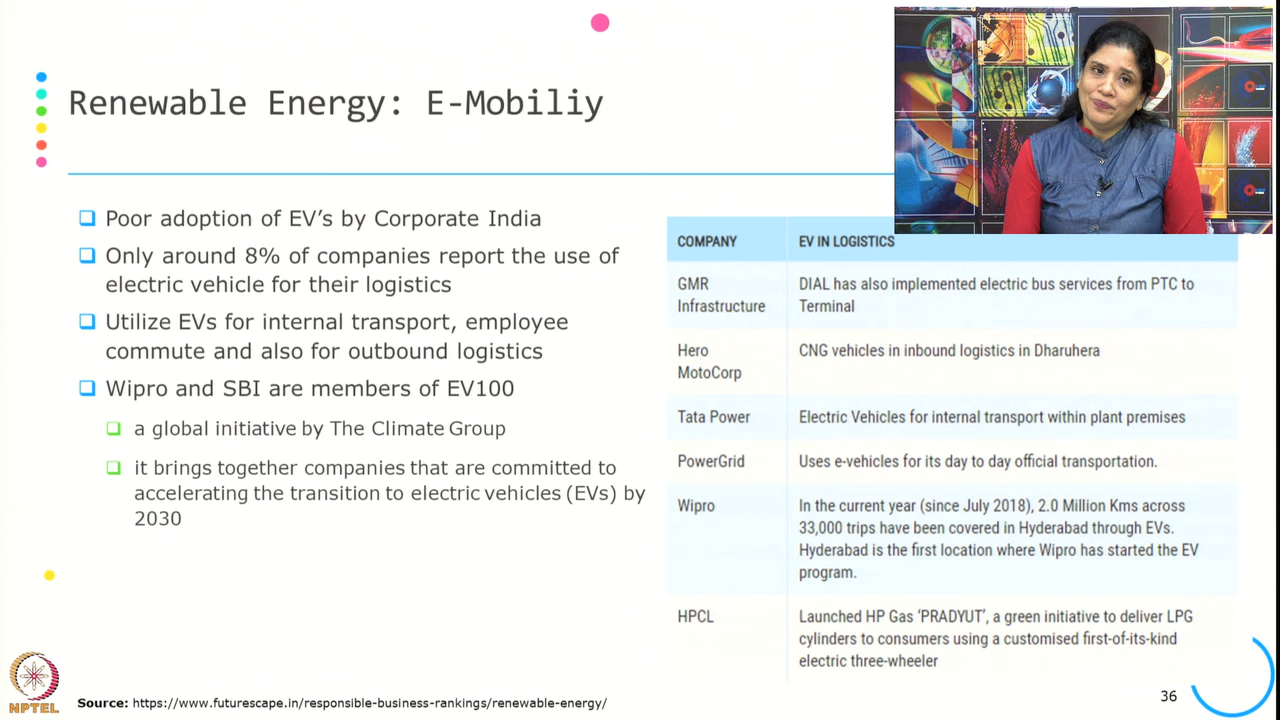 Renewable Energy: E-Mobiliy
Poor adoption of EV's by Corporate India
Only around 8% of companies report the use of
electric vehicle for their logistics
Utilize EVs for internal transport, employee
commute and also for outbound logistics
Wipro and SBI are members of EV100
a global initiative by The Climate Group
it brings together companies that are committed to
accelerating the transition to electric vehicles (EVs) by
2030
COMPANY EV IN LOGISTICS
GMR DIAL has also implemented electric bus services from PTC to
Infrastructure Terminal
Hero CNG vehicles in inbound logistics in Dharuhera
MotoCorp
Tata Power Electric Vehicles for internal transport within plant premises
PowerGrid Uses e-vehicles for its day to day official transportation.
Wipro In the current year (since July 2018), 2.0 Million Kms across
33,000 trips have been covered in Hyderabad through EVs.
Hyderabad is the first location where Wipro has started the EV
program.
HPCL Launched HP Gas 'PRADYUT', a green initiative to deliver LPG
cylinders to consumers using a customised first-of-its-kind
electric three-wheeler
NPTEL
Source: https://www.futurescape.in/responsible-business-rankings/renewable-energy/
36